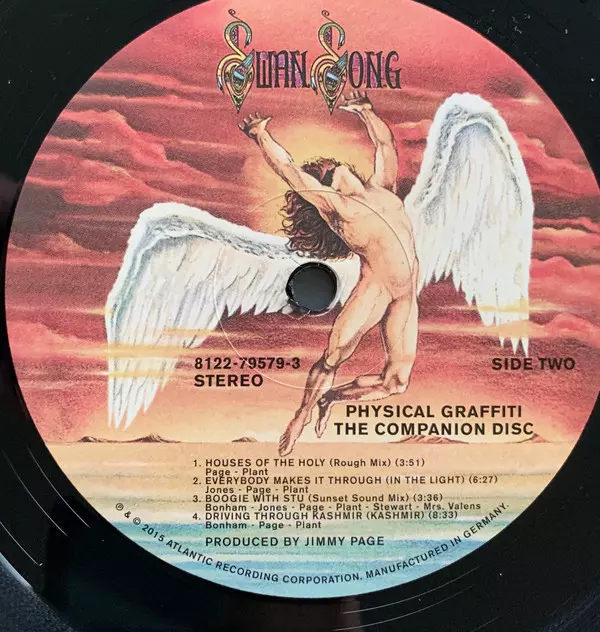 SWAN SONG
8122-79579-3
STEREO
SIDE TWO
PHYSICAL GRAFFITI
THE COMPANION DISC
1. HOUSES OF THE HOLY (Rough Mix) (3:51)
Page - Plant
2. EVERYBODY MAKES IT THROUGH (IN THE LIGHT) (6:27)
Jones - Page - Plant
3. BOOGIE WITH STU (Sunset Sound Mix) (3:36)
Bonham - Jones - Page - Plant - Stewart - Mrs. Valens
4. DRIVING THROUGH KASHMIR (KASHMIR) (8:33)
Bonham - Page - Plant
PRODUCED BY JIMMY PAGE
℗ & © 2015 ATLANTIC RECORDING CORPORATION. MANUFACTURED IN GERMANY.